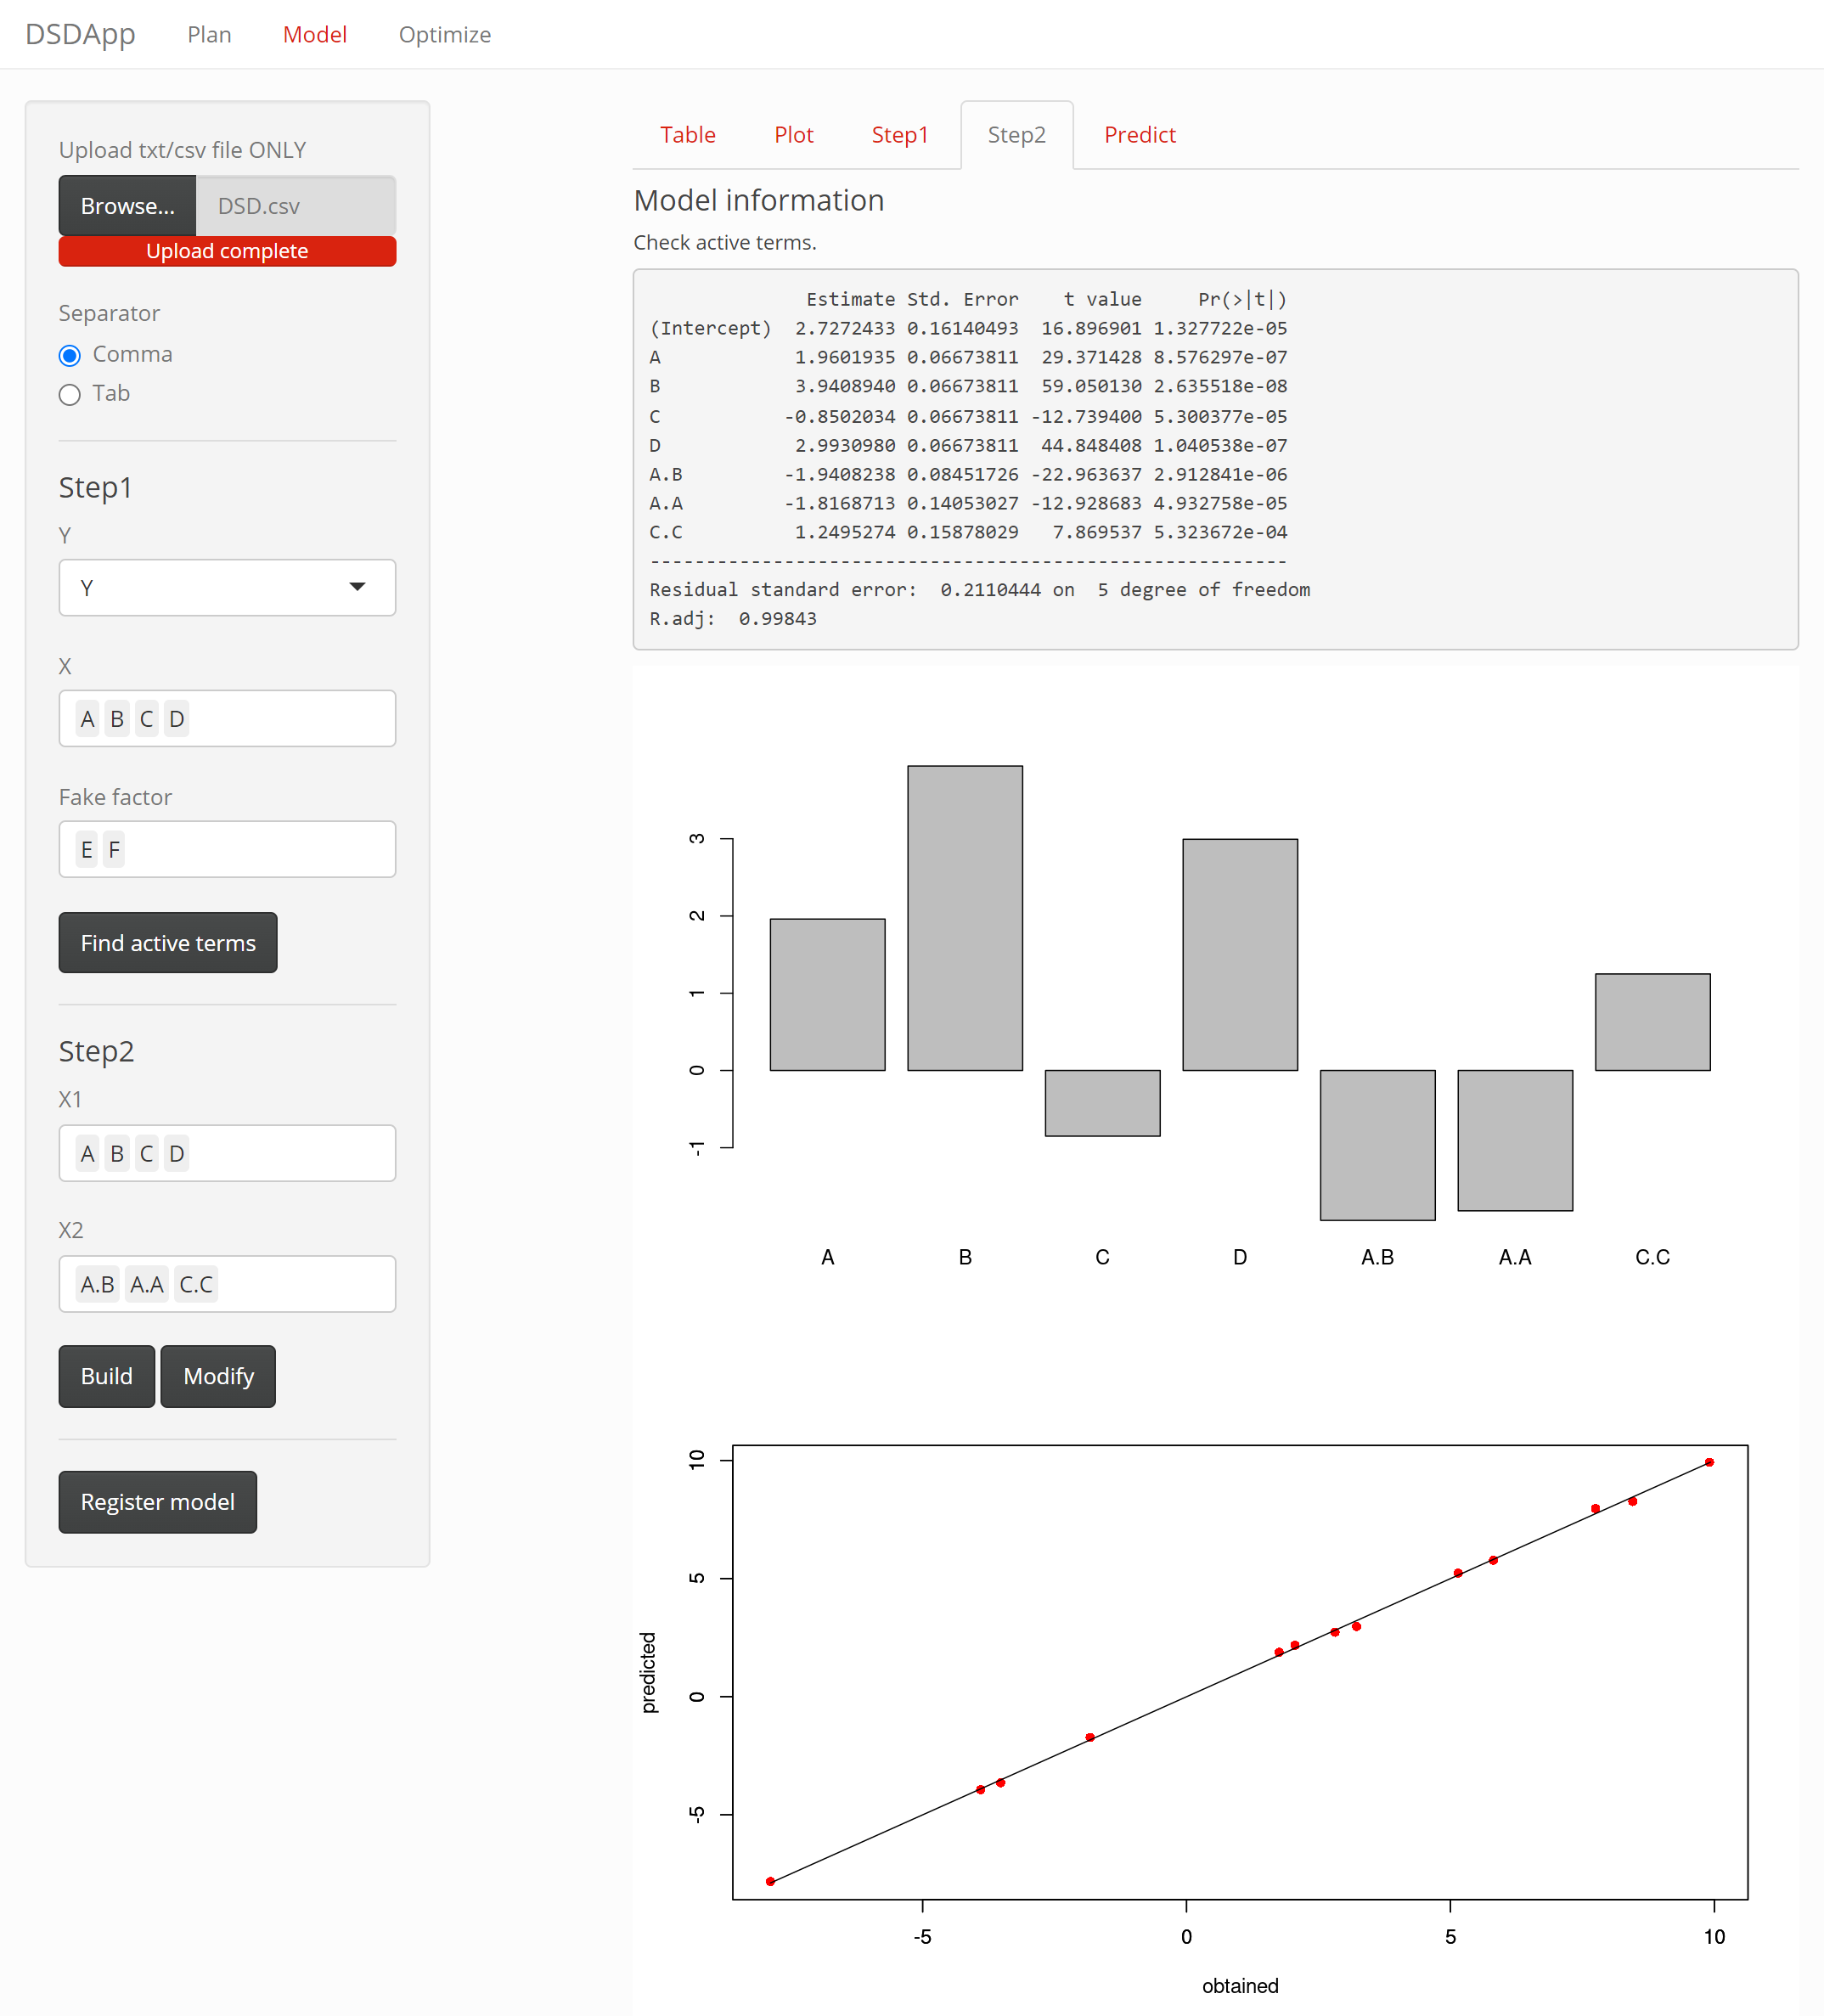 DSDApp Plan Model Optimize
Upload txt/csv file ONLY
Browse... DSD.csv
Upload complete
Separator
Comma
Tab
Step1
Y
Y
X
A B C D
Fake factor
E F
Find active terms
Step2
X1
A B C D
X2
A.B A.A C.C
Build Modify
Register model
Table Plot Step1 Step2 Predict
Model information
Check active terms.
Estimate Std. Error t value Pr(>|t|)
(Intercept) 2.7272433 0.16140493 16.896901 1.327722e-05
A 1.9601935 0.06673811 29.371428 8.576297e-07
B 3.9408940 0.06673811 59.050130 2.635518e-08
C -0.8502034 0.06673811 -12.739400 5.300377e-05
D 2.9930980 0.06673811 44.848408 1.040538e-07
A.B -1.9408238 0.08451726 -22.963637 2.912841e-06
A.A -1.8168713 0.14053027 -12.928683 4.932758e-05
C.C 1.2495274 0.15878029 7.869537 5.323672e-04
---------------------------------------------------------
Residual standard error: 0.2110444 on 5 degree of freedom
R.adj: 0.99843
3
2
1
0
-1
A B C D A.B A.A C.C
10
5
0
-5
predicted
-5 0 5 10
obtained